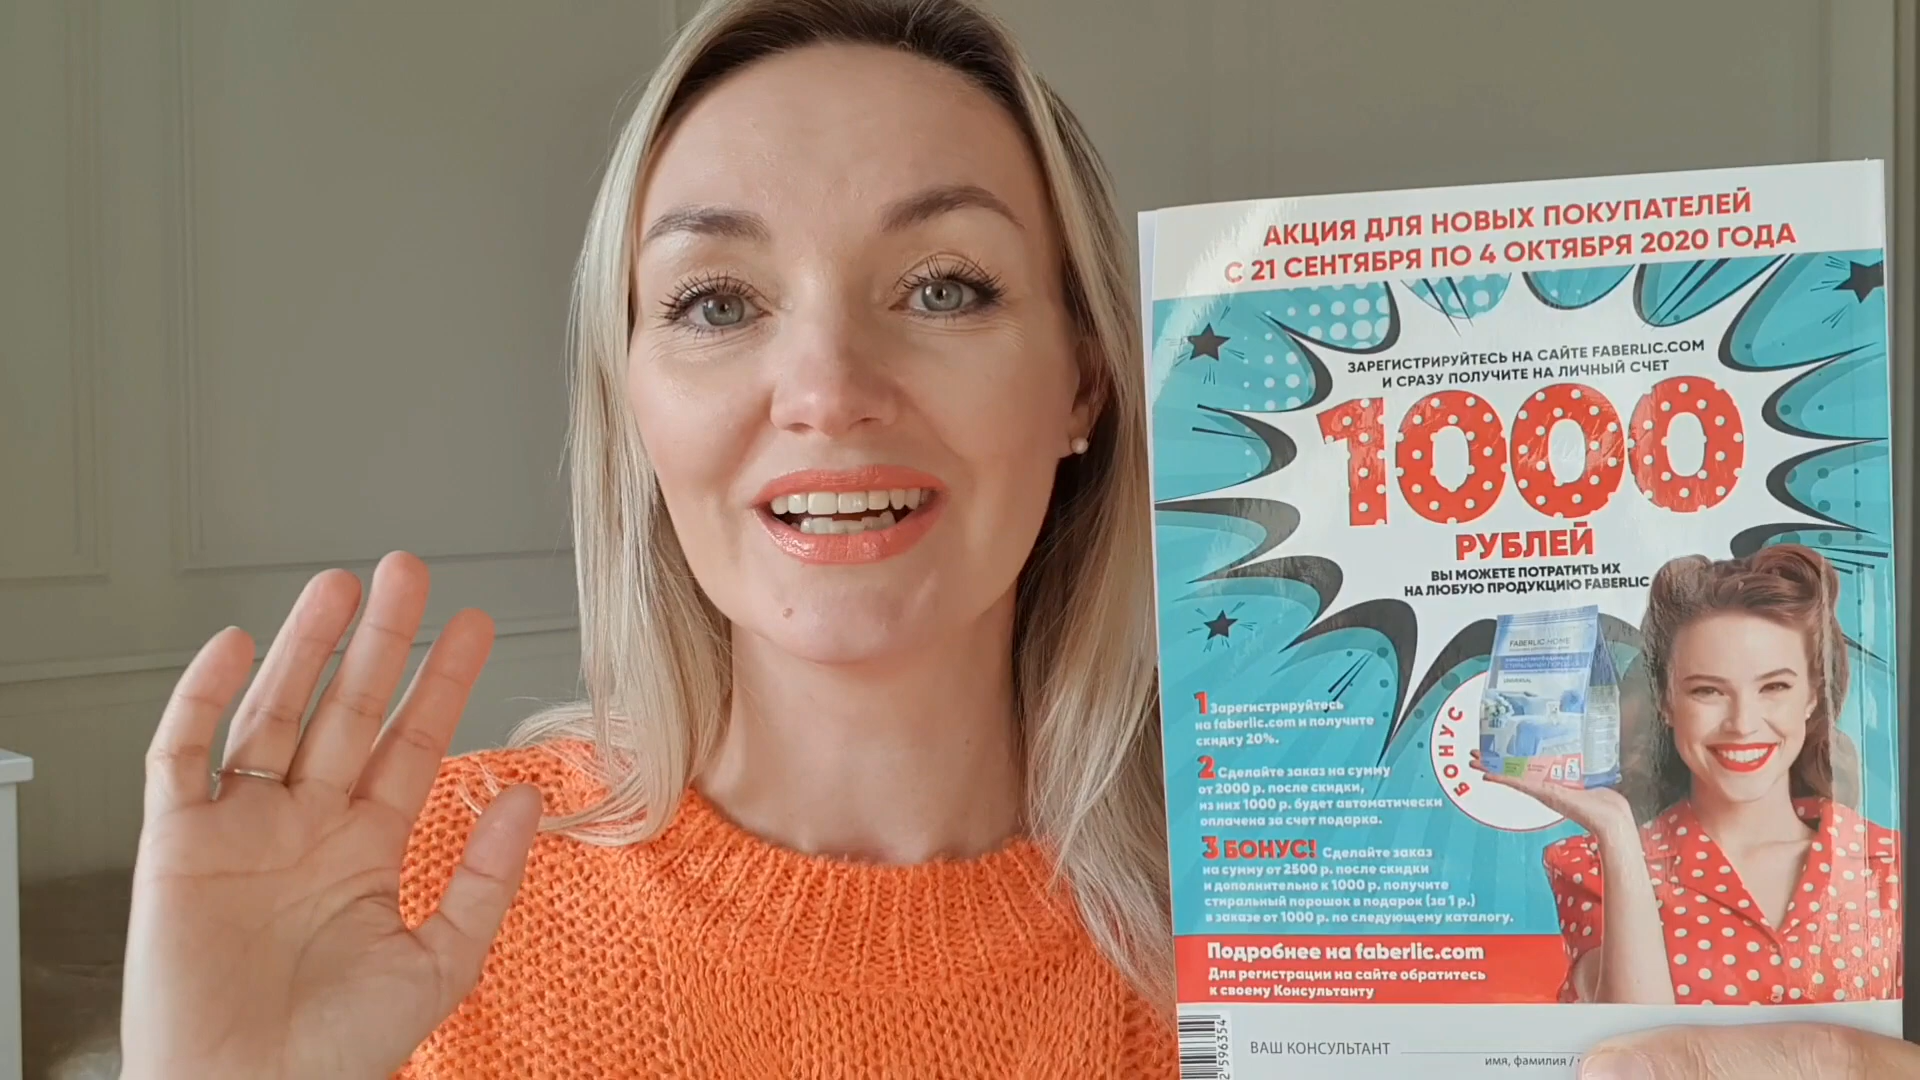 АКЦИЯ ДЛЯ НОВЫХ ПОКУПАТЕЛЕЙ
С 21 СЕНТЯБРЯ ПО 4 ОКТЯБРЯ 2020 ГОДА
ЗАРЕГИСТРИРУЙТЕСЬ НА САЙТЕ FABERLIC.COM
И СРАЗУ ПОЛУЧИТЕ НА ЛИЧНЫЙ СЧЕТ
1000
РУБЛЕЙ
ВЫ МОЖЕТЕ ПОТРАТИТЬ ИХ
НА ЛЮБУЮ ПРОДУКЦИЮ FABERLIC
FABERLIC HOME
UNIVERSAL
БОНУС
1 Зарегистрируйтесь
на faberlic.com и получите
скидку 20%.
2 Сделайте заказ на сумму
от 2000 р. после скидки,
из них 1000 р. будет автоматически
оплачена за счет подарка.
3 БОНУС! Сделайте заказ
на сумму от 2500 р. после скидки
и дополнительно к 1000 р. получите
стиральный порошок в подарок (за 1 р.)
в заказе от 1000 р. по следующему каталогу.
Подробнее на faberlic.com
Для регистрации на сайте обратитесь
к своему Консультанту
ВАШ КОНСУЛЬТАНТ
имя, фамилия /
2 596354